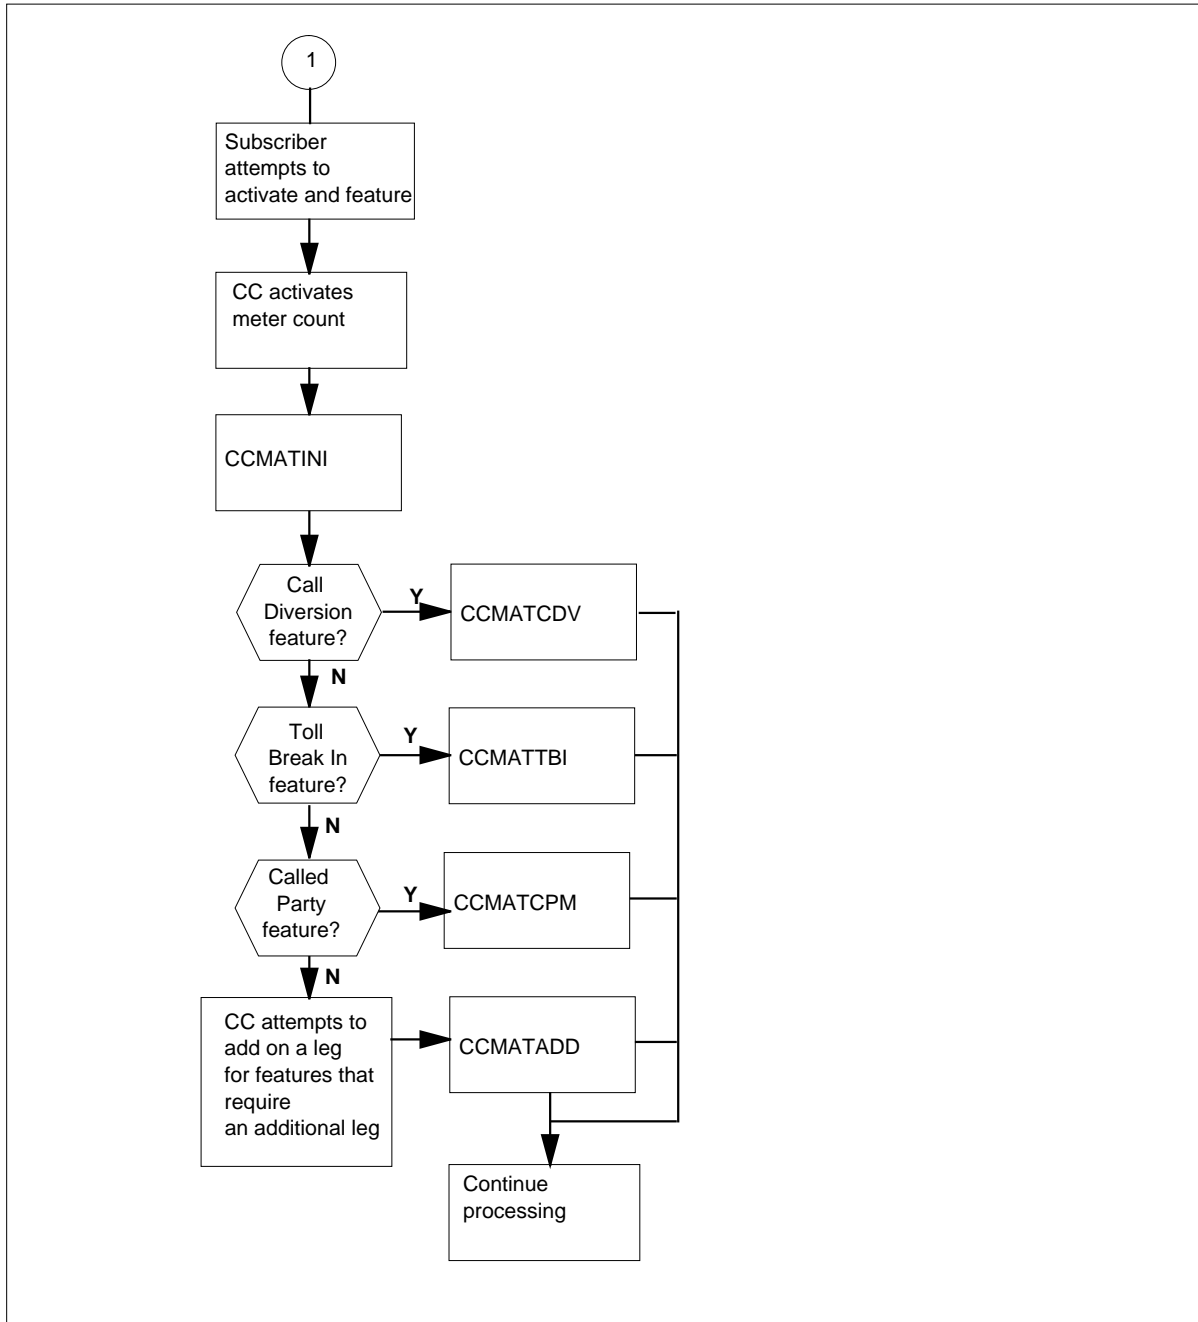 1
Subscriber
attempts to
activate and feature
CC activates
meter count
CCMATINI
Call
Diversion
feature?
Y
CCMATCDV
N
Toll
Break In
feature?
Y
CCMATTBI
N
Called
Party
feature?
Y
CCMATCPM
N
CC attempts to
add on a leg
for features that
require
an additional leg
CCMATADD
Continue
processing